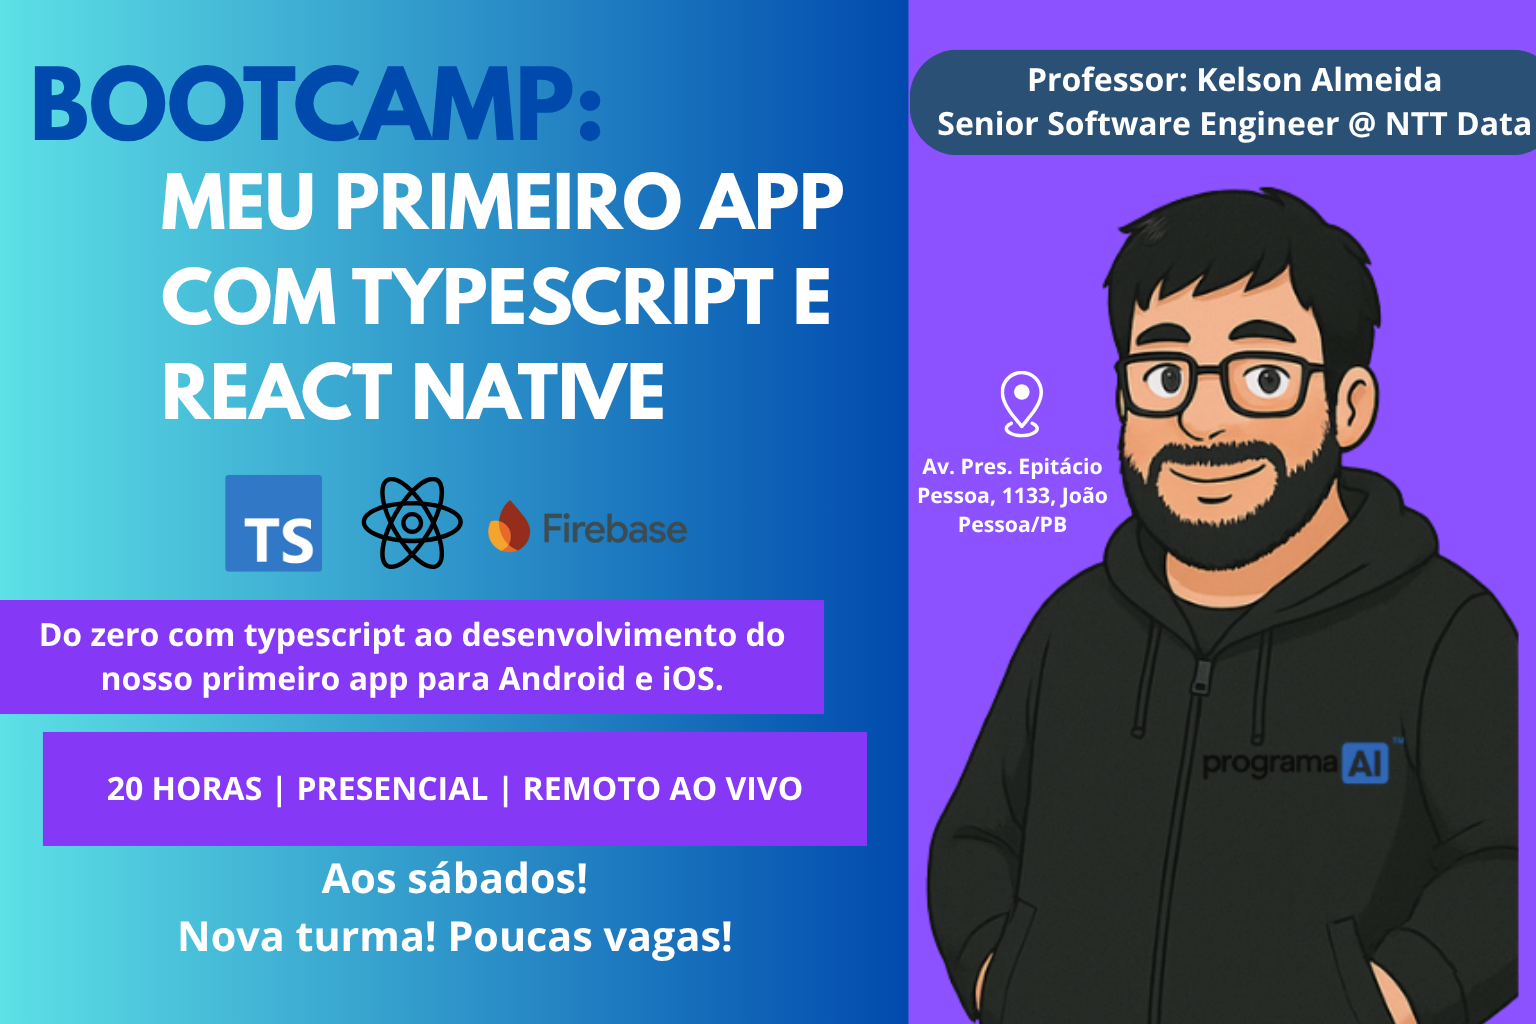 BOOTCAMP:
MEU PRIMEIRO APP
COM TYPESCRIPT E
REACT NATIVE
TS
Firebase
Do zero com typescript ao desenvolvimento do
nosso primeiro app para Android e iOS.
20 HORAS | PRESENCIAL | REMOTO AO VIVO
Aos sábados!
Nova turma! Poucas vagas!
Professor: Kelson Almeida
Senior Software Engineer @ NTT Data
Av. Pres. Epitácio
Pessoa, 1133, João
Pessoa/PB
programa AI ™